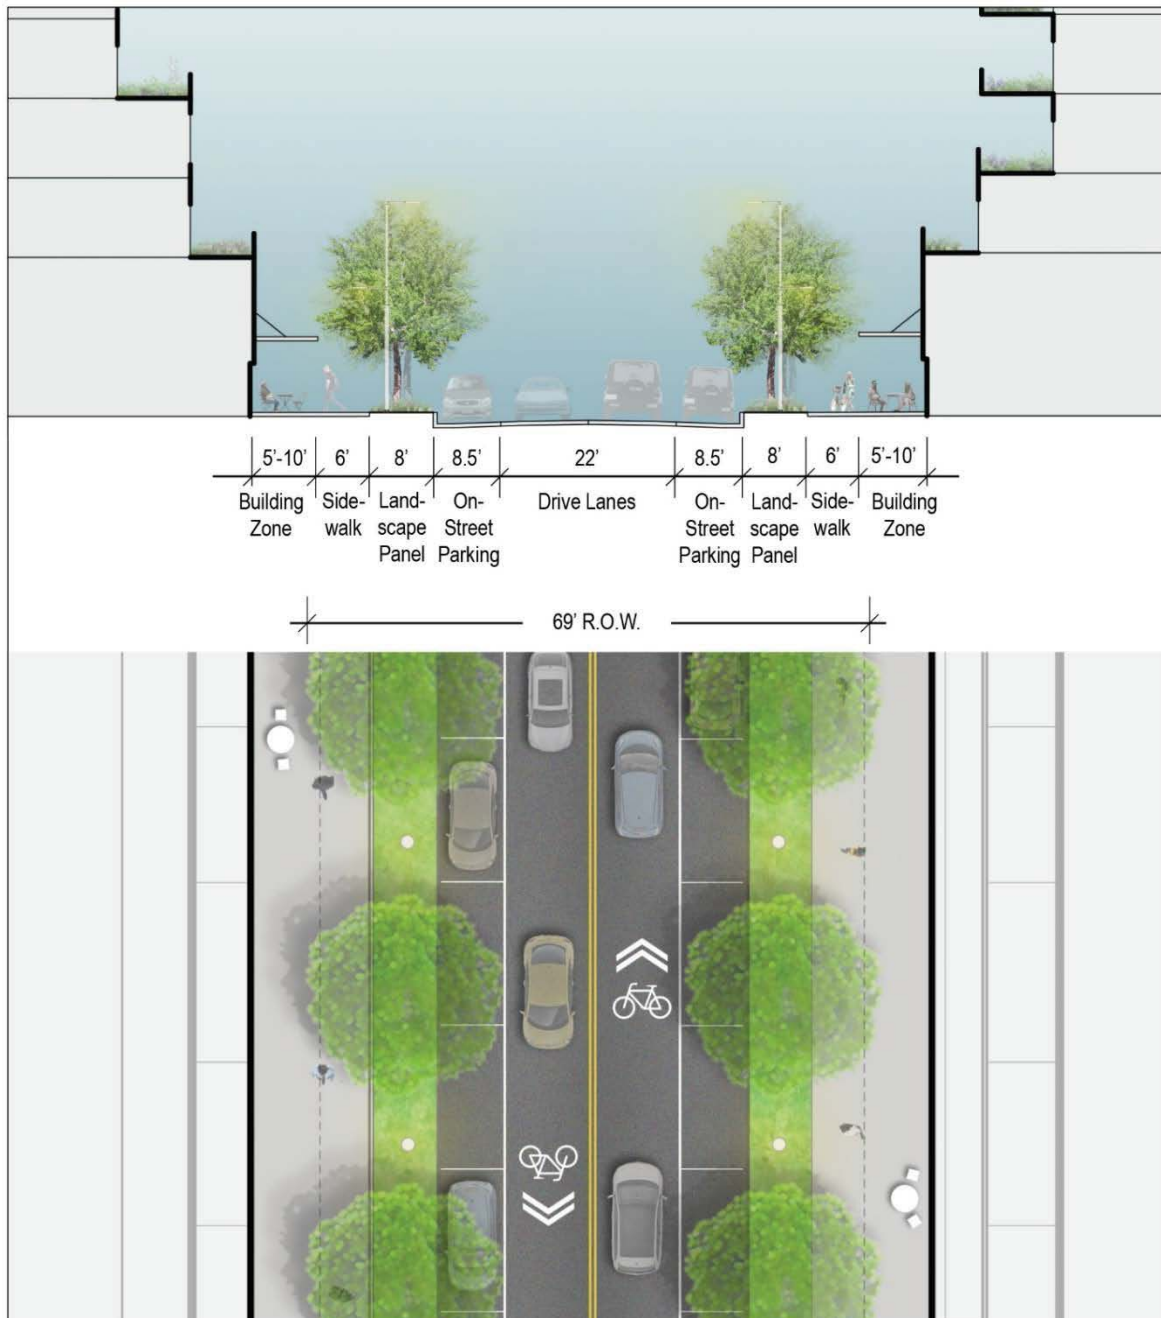 5'-10' 6' 8' 8.5' 22' 8.5' 8' 6' 5'-10'
Building Zone
Side-
walk
Land-
scape
Panel
On-
Street
Parking
Drive Lanes
On-
Street
Parking
Land-
scape
Panel
Side-
walk
Building
Zone
69' R.O.W.